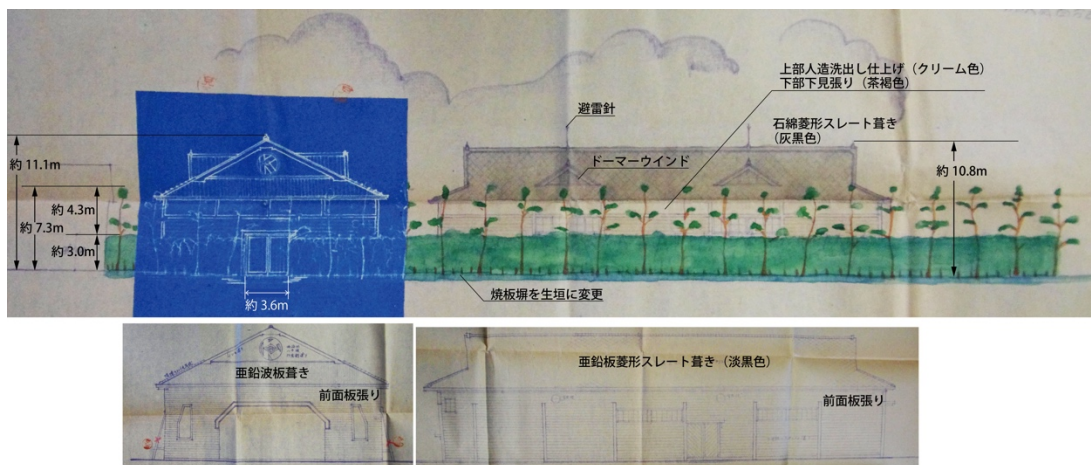 上部人造洗出し仕上げ（クリーム色）
下部下見張り（茶褐色）
避雷針
石綿菱形スレート葺き
（灰黒色）
ドーマーウインド
約 11.1m
約 4.3m
約 7.3m
約 3.0m
約 10.8m
K
約 3.6m
焼板塀を生垣に変更
亜鉛波板葺き
前面板張り
亜鉛板菱形スレート葺き（淡黒色）
前面板張り